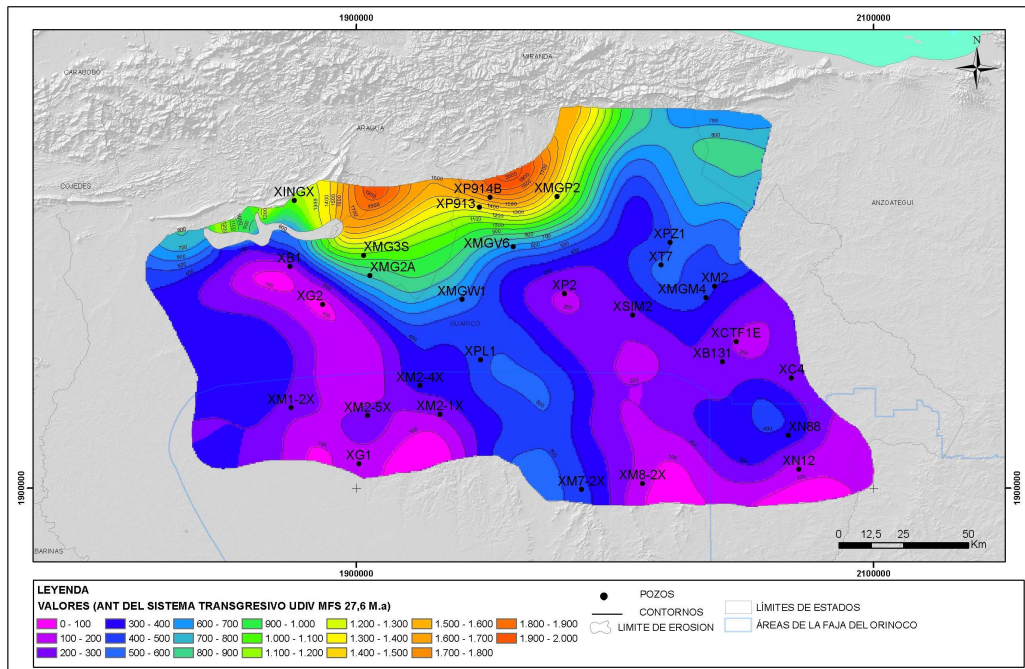 1900000
2100000
N
MIRANDA
CARABOBO
ARAGUA
COJEDES
ANZOATEGUI
XINGX
XP914B
XMGP2
XP913
XMG3S
XMGV6
XPZ1
XB1
XMG2A
XT7
XG2
XMGW1
XP2
XM2
XMGM4
XSIM2
GUARICO
XCTF1E
XPL1
XB131
XM2-4X
XC4
XM1-2X
XM2-5X
XM2-1X
XN88
XG1
XN12
XM7-2X
XM8-2X
1900000
1900000
BARINAS
0 12,5 25 50
Km
1900000
2100000
LEYENDA
VALORES (ANT DEL SISTEMA TRANSGRESIVO UDIV MFS 27,6 M.a)
0 - 100 300 - 400 600 - 700 900 - 1.000 1.200 - 1.300 1.500 - 1.600 1.800 - 1.900
100 - 200 400 - 500 700 - 800 1.000 - 1.100 1.300 - 1.400 1.600 - 1.700 1.900 - 2.000
200 - 300 500 - 600 800 - 900 1.100 - 1.200 1.400 - 1.500 1.700 - 1.800
POZOS
CONTORNOS
LIMITE DE EROSION
LÍMITES DE ESTADOS
ÁREAS DE LA FAJA DEL ORINOCO